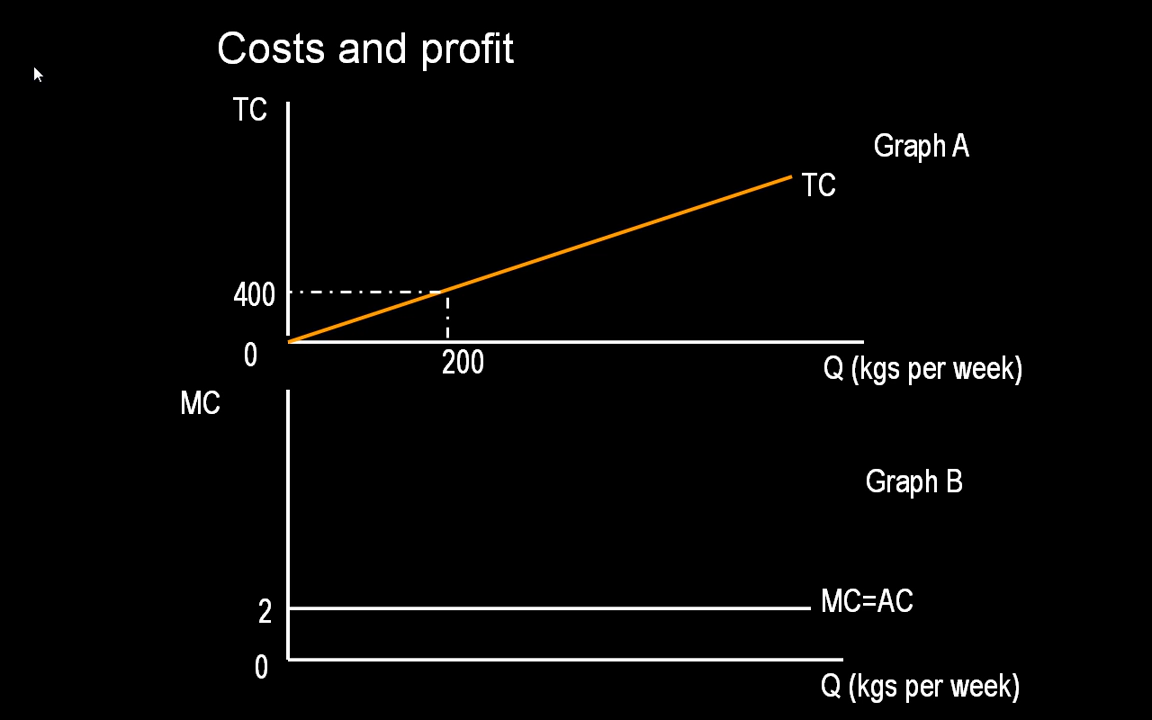 Costs and profit
TC
Graph A
TC
400
0
200
Q (kgs per week)
MC
Graph B
2
MC=AC
0
Q (kgs per week)